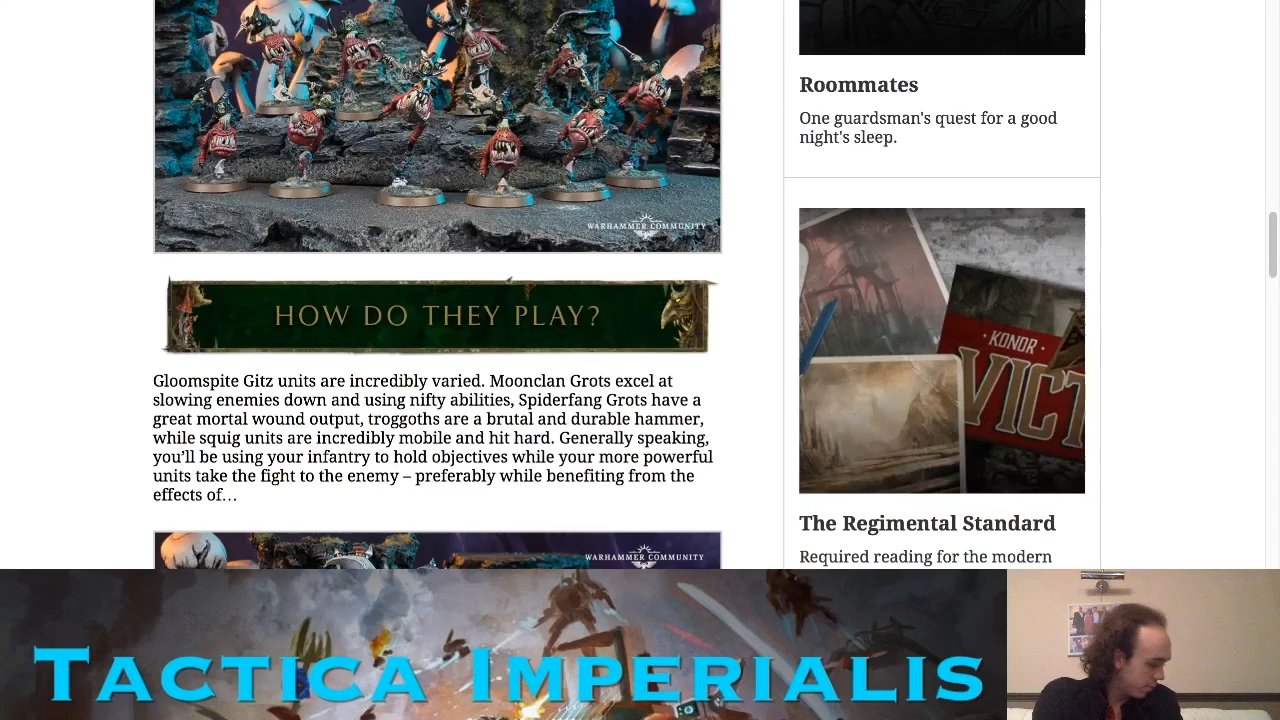 WARHAMMER COMMUNITY
HOW DO THEY PLAY?
Gloomspite Gitz units are incredibly varied. Moonclan Grots excel at
slowing enemies down and using nifty abilities, Spiderfang Grots have a
great mortal wound output, troggoths are a brutal and durable hammer,
while squig units are incredibly mobile and hit hard. Generally speaking,
you’ll be using your infantry to hold objectives while your more powerful
units take the fight to the enemy – preferably while benefiting from the
effects of…
WARHAMMER COMMUNITY
Roommates
One guardsman's quest for a good
night's sleep.
· KONOR ·
VICT
The Regimental Standard
Required reading for the modern
TACTICA IMPERIALIS